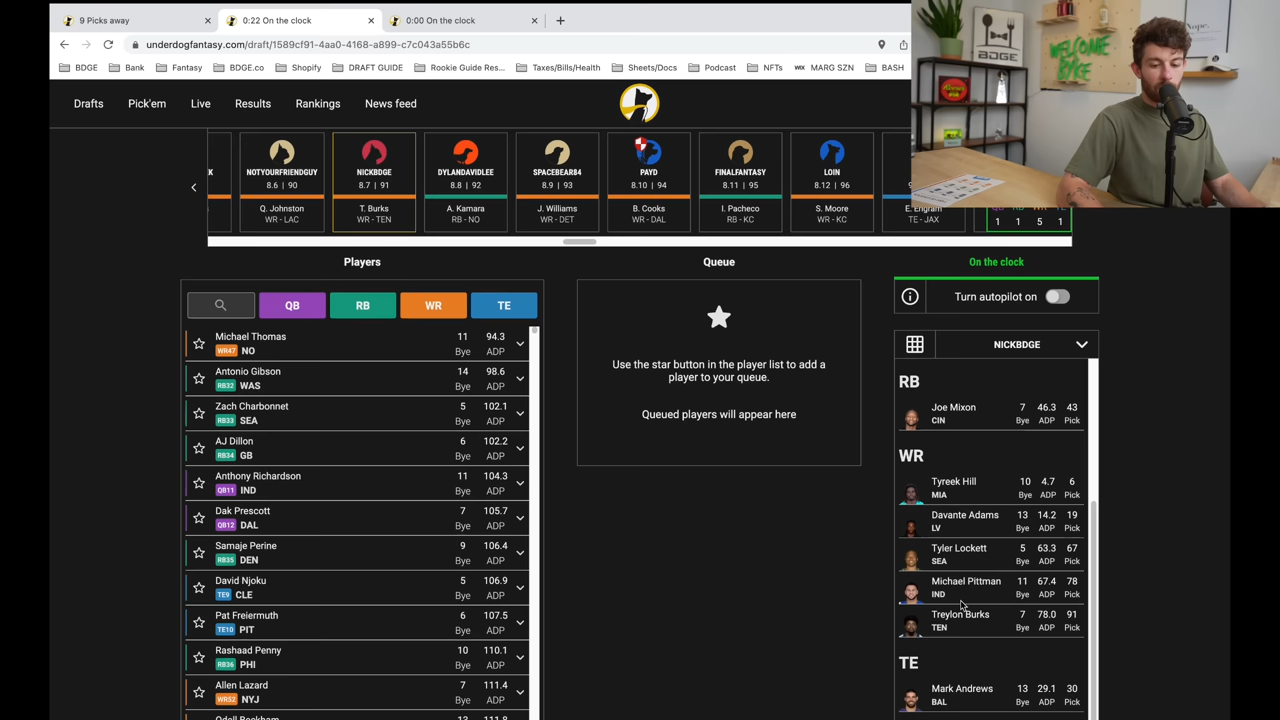 9 Picks away
0:22 On the clock
0:00 On the clock
underdogfantasy.com/draft/1589cf91-4aa0-4168-a899-c7c043a55b6c
BDGE
Bank
Fantasy
BDGE.co
Shopify
DRAFT GUIDE
Rookie Guide Res...
Taxes/Bills/Health
Sheets/Docs
Podcast
NFTs
WIX MARG SZN
BASH
BDGE
WELCOME
BYKE
Drafts
Pick'em
Live
Results
Rankings
News feed
K
NOTYOURFRIENDGUY
8.6 | 90
Q. Johnston
WR - LAC
NICKBDGE
8.7 | 91
T. Burks
WR - TEN
DYLANDAVIDLEE
8.8 | 92
A. Kamara
RB - NO
SPACEBEAR84
8.9 | 93
J. Williams
WR - DET
PAYD
8.10 | 94
B. Cooks
WR - DAL
FINALFANTASY
8.11 | 95
I. Pacheco
RB - KC
LOIN
8.12 | 96
S. Moore
WR - KC
E. Engram
TE - JAX
QB RB WR TE
1 1 5 1
Players
Queue
On the clock
QB
RB
WR
TE
Michael Thomas 11 94.3
WR47 NO Bye ADP
Antonio Gibson 14 98.6
RB32 WAS Bye ADP
Zach Charbonnet 5 102.1
RB33 SEA Bye ADP
AJ Dillon 6 102.2
RB34 GB Bye ADP
Anthony Richardson 11 104.3
QB11 IND Bye ADP
Dak Prescott 7 105.7
QB12 DAL Bye ADP
Samaje Perine 9 106.4
RB35 DEN Bye ADP
David Njoku 5 106.9
TE9 CLE Bye ADP
Pat Freiermuth 6 107.5
TE10 PIT Bye ADP
Rashaad Penny 10 110.1
RB36 PHI Bye ADP
Allen Lazard 7 111.4
WR52 NYJ Bye ADP
Odell Beckham 13 111.8
Use the star button in the player list to add a
player to your queue.
Queued players will appear here
Turn autopilot on
NICKBDGE
RB
Joe Mixon 7 46.3 43
CIN Bye ADP Pick
WR
Tyreek Hill 10 4.7 6
MIA Bye ADP Pick
Davante Adams 13 14.2 19
LV Bye ADP Pick
Tyler Lockett 5 63.3 67
SEA Bye ADP Pick
Michael Pittman 11 67.4 78
IND Bye ADP Pick
Treylon Burks 7 78.0 91
TEN Bye ADP Pick
TE
Mark Andrews 13 29.1 30
BAL Bye ADP Pick